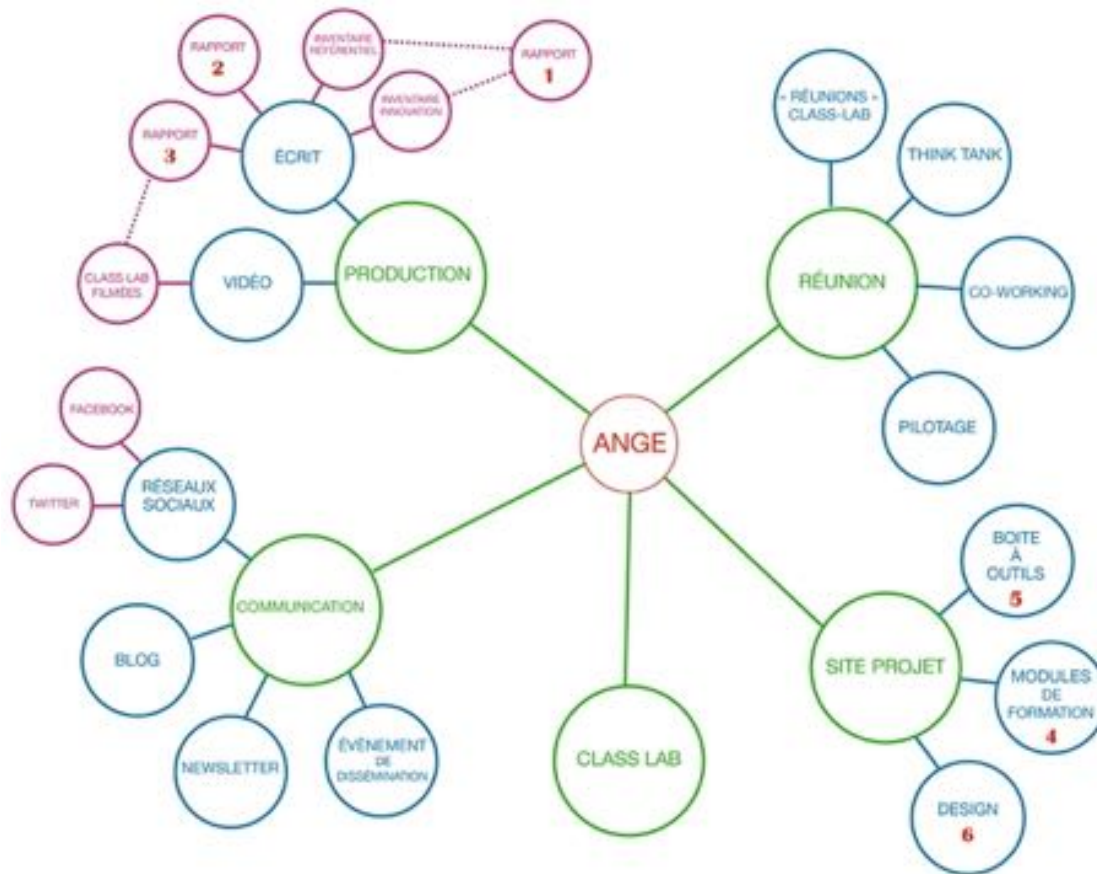 RAPPORT
2
INVENTAIRE
RÉFÉRENTIEL
RAPPORT
1
INVENTAIRE
INNOVATION
RAPPORT
3
ÉCRIT
CLASS LAB
FILMÉES
VIDÉO
PRODUCTION
- RÉUNIONS -
CLASS-LAB
THINK TANK
RÉUNION
CO-WORKING
PILOTAGE
ANGE
FACEBOOK
TWITTER
RÉSEAUX
SOCIAUX
COMMUNICATION
BLOG
NEWSLETTER
ÉVÈNEMENT
DE
DISSÉMINATION
CLASS LAB
SITE PROJET
BOITE
À
OUTILS
5
MODULES
DE
FORMATION
4
DESIGN
6